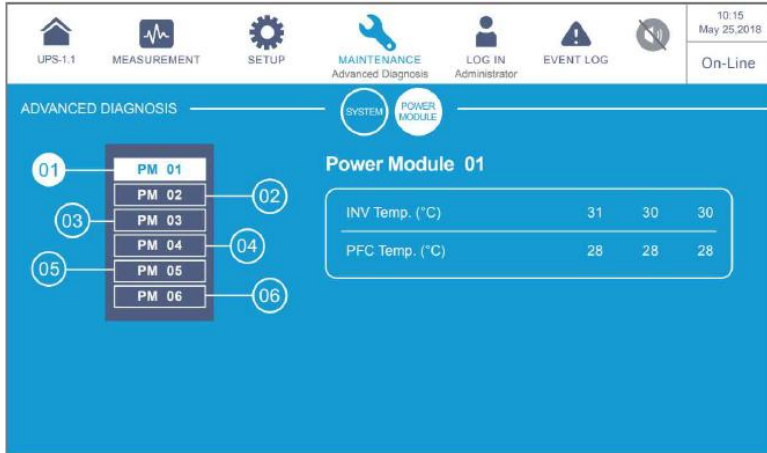 10:15
May 25,2018
On-Line
UPS-1.1
MEASUREMENT
SETUP
MAINTENANCE
Advanced Diagnosis
LOG IN
Administrator
EVENT LOG
ADVANCED DIAGNOSIS
SYSTEM
POWER
MODULE
01
PM 01
PM 02
02
03
PM 03
PM 04
04
05
PM 05
PM 06
06
Power Module 01
INV Temp. (°C) 31 30 30
PFC Temp. (°C) 28 28 28